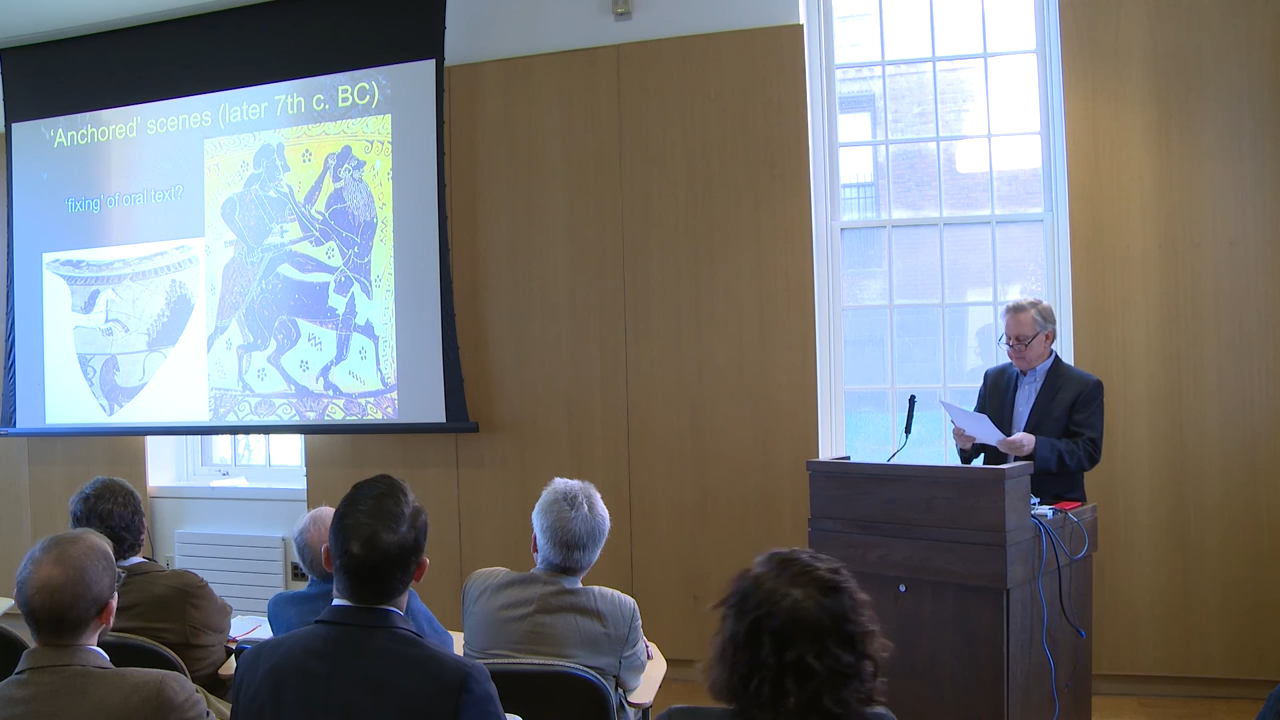 ‘Anchored’ scenes (later 7th c. BC)
‘fixing’ of oral text?